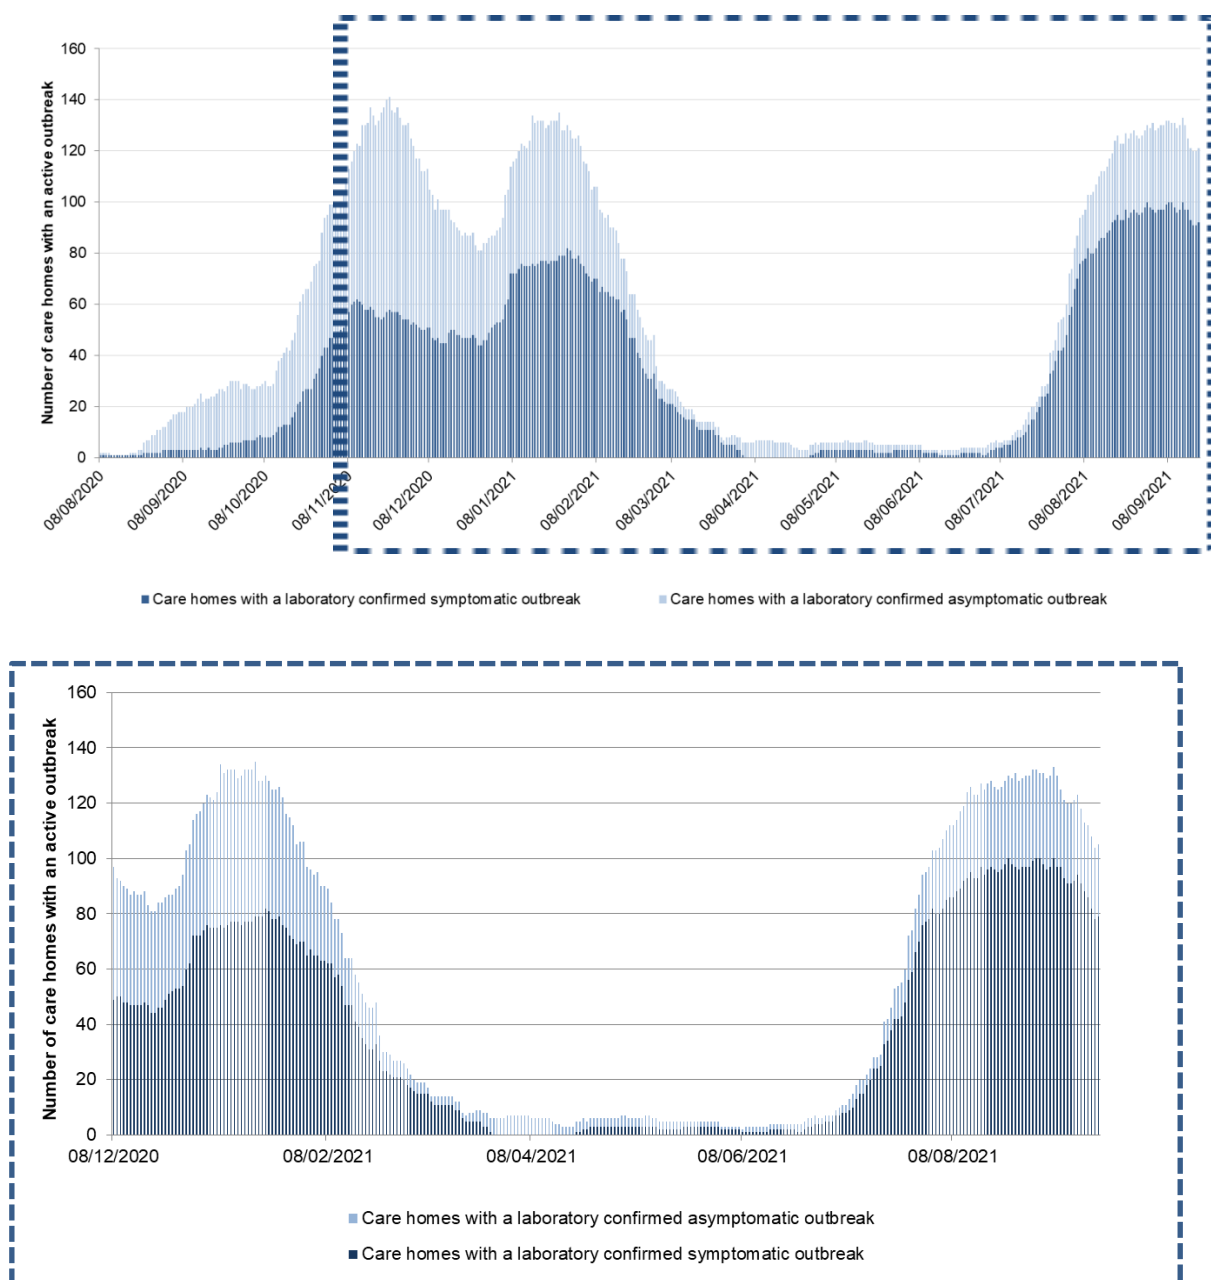 Number of care homes with an active outbreak
160
140
120
100
80
60
40
20
0
08/08/2020 08/09/2020 08/10/2020 08/11/2020 08/12/2020 08/01/2021 08/02/2021 08/03/2021 08/04/2021 08/05/2021 08/06/2021 08/07/2021 08/08/2021 08/09/2021
Care homes with a laboratory confirmed symptomatic outbreak Care homes with a laboratory confirmed asymptomatic outbreak
Number of care homes with an active outbreak
160
140
120
100
80
60
40
20
0
08/12/2020 08/02/2021 08/04/2021 08/06/2021 08/08/2021
Care homes with a laboratory confirmed asymptomatic outbreak
Care homes with a laboratory confirmed symptomatic outbreak